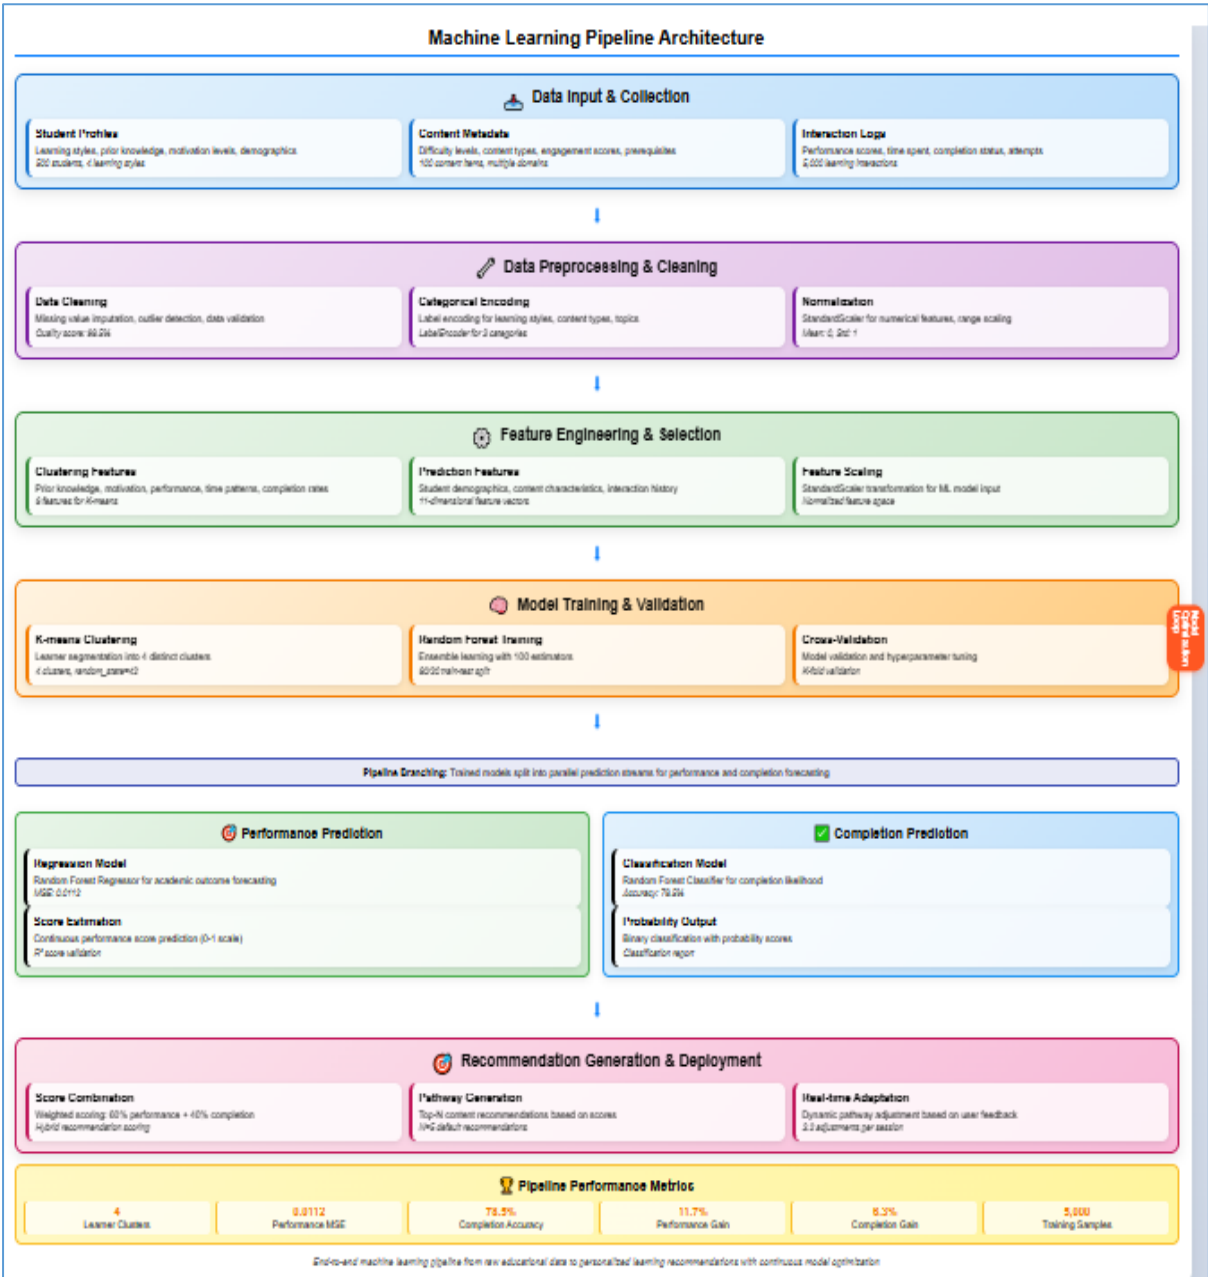 Machine Learning Pipeline Architecture
Data Input & Collection
Student Profiles
Learning styles, prior knowledge, motivation levels, demographics
500 students, 4 learning styles
Content Metadata
Difficulty levels, content types, engagement scores, prerequisites
100 content items, multiple domains
Interaction Logs
Performance scores, time spent, completion status, attempts
5,000 learning interactions
Data Preprocessing & Cleaning
Data Cleaning
Missing value imputation, outlier detection, data validation
Quality score:
Categorical Encoding
Label encoding for learning styles, content types, topics
LabelEncoder for 3 categories
Normalization
StandardScaler for numerical features, range scaling
Mean: 0, Std: 1
Feature Engineering & Selection
Clustering Features
Prior knowledge, motivation, performance, time patterns, completion rates
features for K-means
Prediction Features
Student demographics, content characteristics, interaction history
11-dimensional feature vectors
Feature Scaling
StandardScaler transformation for ML model input
Normalized feature space
Model Training & Validation
K-means Clustering
Learner segmentation into 4 distinct clusters
4 clusters, random_state=42
Random Forest Training
Ensemble learning with 100 estimators
80/20 train-test split
Cross-Validation
Model validation and hyperparameter tuning
K-fold validation
Model
Optimization
Loop
Pipeline Branching: Trained models split into parallel prediction streams for performance and completion forecasting
Performance Prediction
Regression Model
Random Forest Regressor for academic outcome forecasting
MSE: 0.0112
Score Estimation
Continuous performance score prediction (0-1 scale)
R² score validation
Completion Prediction
Classification Model
Random Forest Classifier for completion likelihood
Accuracy: 78.5%
Probability Output
Binary classification with probability scores
Classification report
Recommendation Generation & Deployment
Score Combination
Weighted scoring: 60% performance + 40% completion
Hybrid recommendation scoring
Pathway Generation
Top-N content recommendations based on scores
N=5 default recommendations
Real-time Adaptation
Dynamic pathway adjustment based on user feedback
adjustments per session
Pipeline Performance Metrics
4
Learner Clusters
0.0112
Performance MSE
78.5%
Completion Accuracy
11.7%
Performance Gain
6.3%
Completion Gain
5,000
Training Samples
End-to-end machine learning pipeline from raw educational data to personalized learning recommendations with continuous model optimization